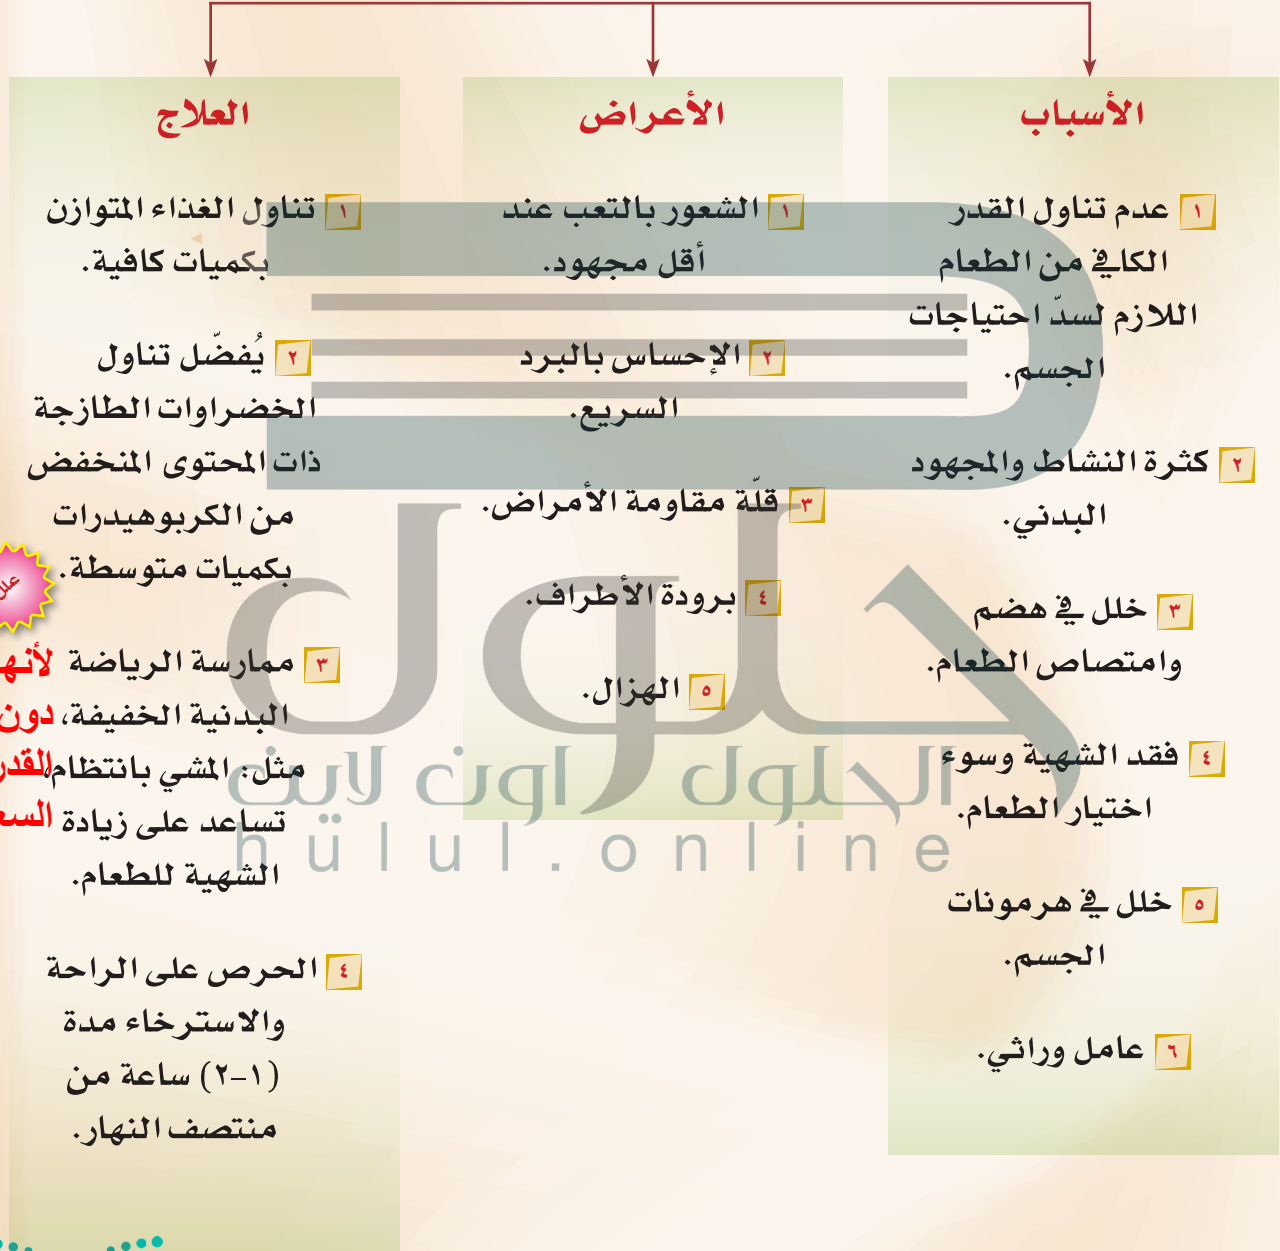 الأسباب
١ عدم تناول القدر
الكافي من الطعام
اللازم لسدّ احتياجات
الجسم.
٢ كثرة النشاط والمجهود
البدني.
٣ خلل في هضم
وامتصاص الطعام.
٤ فقد الشهية وسوء
اختيار الطعام.
٥ خلل في هرمونات
الجسم.
٦ عامل وراثي.
الأعراض
١ الشعور بالتعب عند
أقل مجهود.
٢ الإحساس بالبرد
السريع.
٣ قلّة مقاومة الأمراض.
٤ برودة الأطراف.
٥ الهزال.
العلاج
١ تناول الغذاء المتوازن
بكميات كافية.
٢ يُفضّل تناول
الخضراوات الطازجة
ذات المحتوى المنخفض
من الكربوهيدرات
بكميات متوسطة.
٣ ممارسة الرياضة
البدنية الخفيفة،
مثل: المشي بانتظام،
تساعد على زيادة
الشهية للطعام.
٤ الحرص على الراحة
والاسترخاء مدة
(١-٢) ساعة من
منتصف النهار.
علل
دون
القدر
حلول
الحلول اون لاين
hülul.online